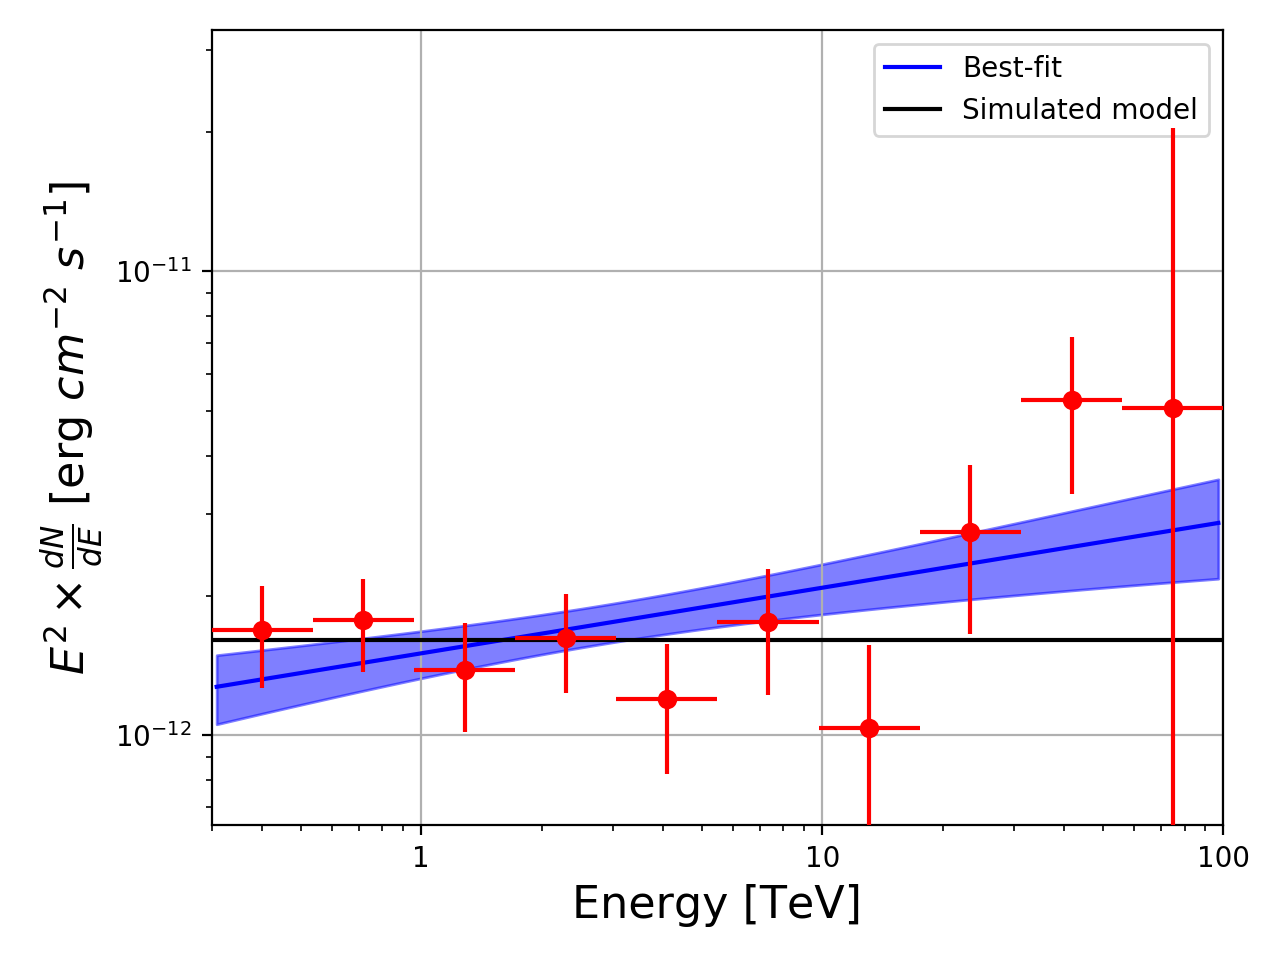 Best-fit
Simulated model
E² × dN/dE [erg cm⁻² s⁻¹]
10⁻¹¹
10⁻¹²
1
10
100
Energy [TeV]